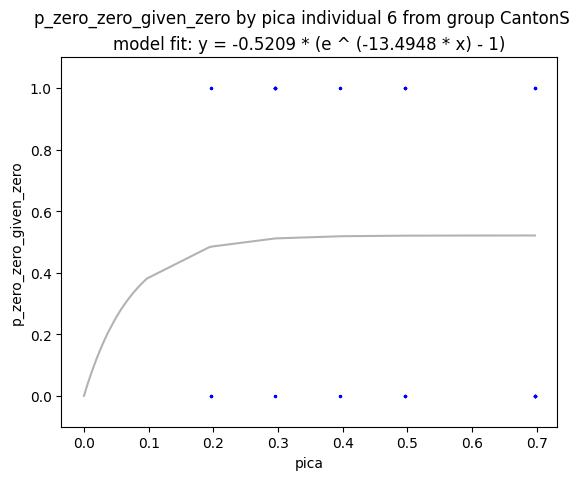 p_zero_zero_given_zero by pica individual 6 from group CantonS
model fit: y = -0.5209 * (e ^ (-13.4948 * x) - 1)
1.0
0.8
0.6
0.4
0.2
0.0
p_zero_zero_given_zero
0.0 0.1 0.2 0.3 0.4 0.5 0.6 0.7
pica